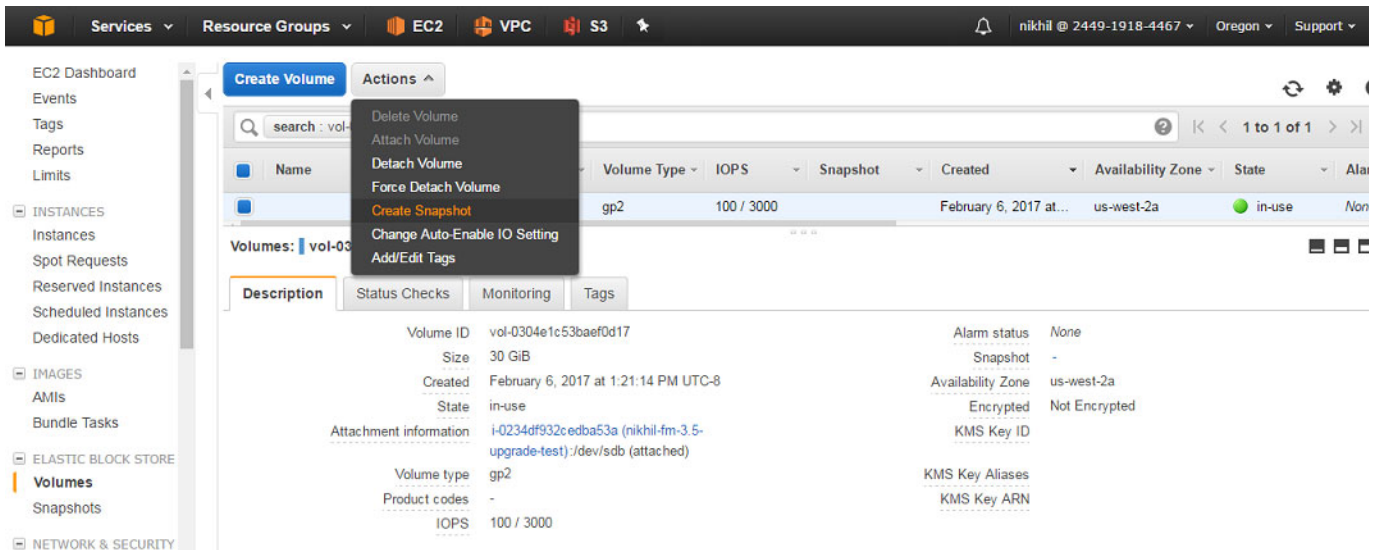 Services Resource Groups EC2 VPC S3 nikhil @ 2449-1918-4467 Oregon Support
EC2 Dashboard
Events
Tags
Reports
Limits
INSTANCES
Instances
Spot Requests
Reserved Instances
Scheduled Instances
Dedicated Hosts
IMAGES
AMIs
Bundle Tasks
ELASTIC BLOCK STORE
Volumes
Snapshots
NETWORK & SECURITY
Create Volume Actions
Delete Volume
Attach Volume
Detach Volume
Force Detach Volume
Create Snapshot
Change Auto-Enable IO Setting
Add/Edit Tags
search : vol- 1 to 1 of 1
Name Volume Type IOPS Snapshot Created Availability Zone State Alar
gp2 100 / 3000 February 6, 2017 at... us-west-2a in-use Non
Volumes: vol-03
Description Status Checks Monitoring Tags
Volume ID vol-0304e1c53baef0d17 Alarm status None
Size 30 GiB Snapshot -
Created February 6, 2017 at 1:21:14 PM UTC-8 Availability Zone us-west-2a
State in-use Encrypted Not Encrypted
Attachment information i-0234df932cedba53a (nikhil-fm-3.5- KMS Key ID
upgrade-test):/dev/sdb (attached)
Volume type gp2 KMS Key Aliases
Product codes - KMS Key ARN
IOPS 100 / 3000